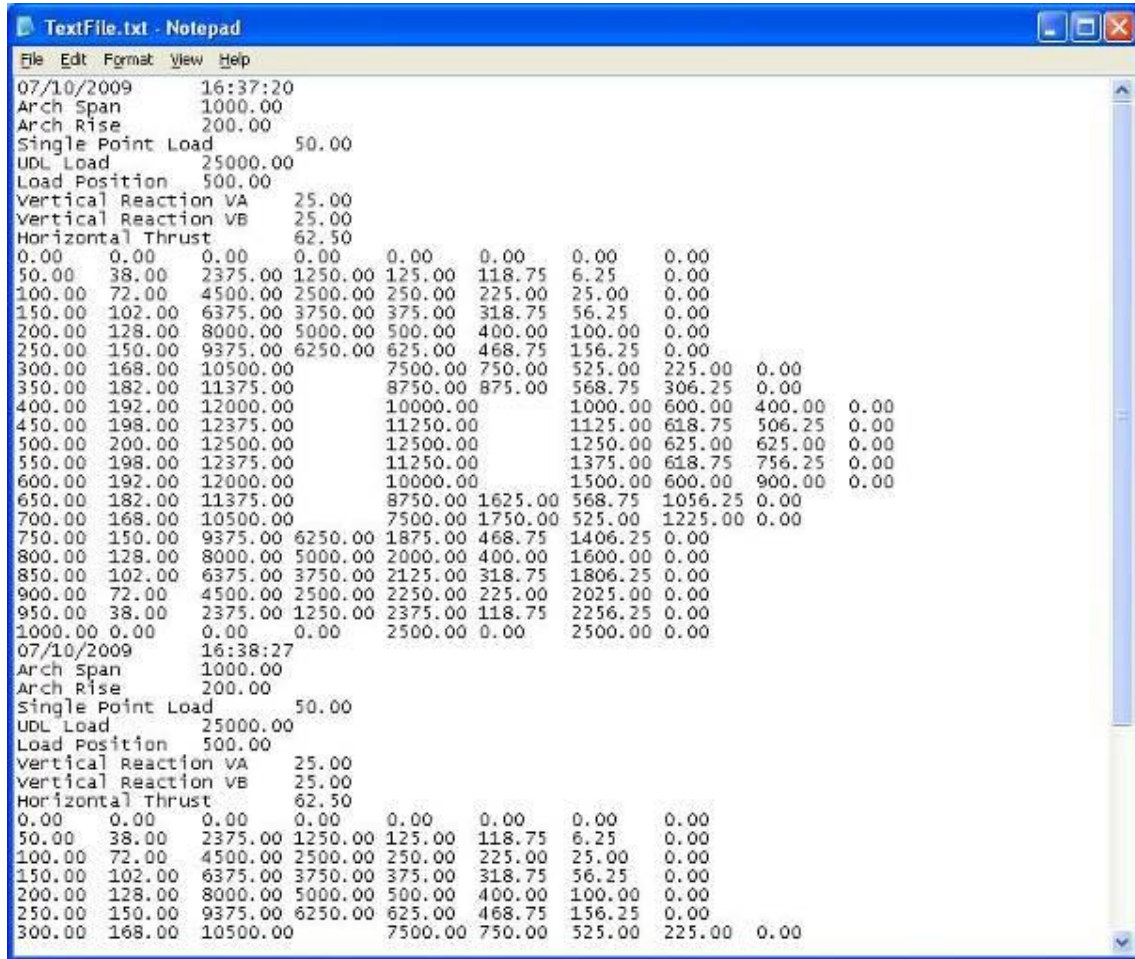 TextFile.txt - Notepad
File Edit Format View Help
07/10/2009 16:37:20
Arch Span 1000.00
Arch Rise 200.00
Single Point Load 50.00
UDL Load 25000.00
Load Position 500.00
Vertical Reaction VA 25.00
Vertical Reaction VB 25.00
Horizontal Thrust 62.50
0.00 0.00 0.00 0.00 0.00 0.00 0.00 0.00
50.00 38.00 2375.00 1250.00 125.00 118.75 6.25 0.00
100.00 72.00 4500.00 2500.00 250.00 225.00 25.00 0.00
150.00 102.00 6375.00 3750.00 375.00 318.75 56.25 0.00
200.00 128.00 8000.00 5000.00 500.00 400.00 100.00 0.00
250.00 150.00 9375.00 6250.00 625.00 468.75 156.25 0.00
300.00 168.00 10500.00 7500.00 750.00 525.00 225.00 0.00
350.00 182.00 11375.00 8750.00 875.00 568.75 306.25 0.00
400.00 192.00 12000.00 10000.00 1000.00 600.00 400.00 0.00
450.00 198.00 12375.00 11250.00 1125.00 618.75 506.25 0.00
500.00 200.00 12500.00 12500.00 1250.00 625.00 625.00 0.00
550.00 198.00 12375.00 11250.00 1375.00 618.75 756.25 0.00
600.00 192.00 12000.00 10000.00 1500.00 600.00 900.00 0.00
650.00 182.00 11375.00 8750.00 1625.00 568.75 1056.25 0.00
700.00 168.00 10500.00 7500.00 1750.00 525.00 1225.00 0.00
750.00 150.00 9375.00 6250.00 1875.00 468.75 1406.25 0.00
800.00 128.00 8000.00 5000.00 2000.00 400.00 1600.00 0.00
850.00 102.00 6375.00 3750.00 2125.00 318.75 1806.25 0.00
900.00 72.00 4500.00 2500.00 2250.00 225.00 2025.00 0.00
950.00 38.00 2375.00 1250.00 2375.00 118.75 2256.25 0.00
1000.00 0.00 0.00 0.00 2500.00 0.00 2500.00 0.00
07/10/2009 16:38:27
Arch Span 1000.00
Arch Rise 200.00
Single Point Load 50.00
UDL Load 25000.00
Load Position 500.00
Vertical Reaction VA 25.00
Vertical Reaction VB 25.00
Horizontal Thrust 62.50
0.00 0.00 0.00 0.00 0.00 0.00 0.00 0.00
50.00 38.00 2375.00 1250.00 125.00 118.75 6.25 0.00
100.00 72.00 4500.00 2500.00 250.00 225.00 25.00 0.00
150.00 102.00 6375.00 3750.00 375.00 318.75 56.25 0.00
200.00 128.00 8000.00 5000.00 500.00 400.00 100.00 0.00
250.00 150.00 9375.00 6250.00 625.00 468.75 156.25 0.00
300.00 168.00 10500.00 7500.00 750.00 525.00 225.00 0.00